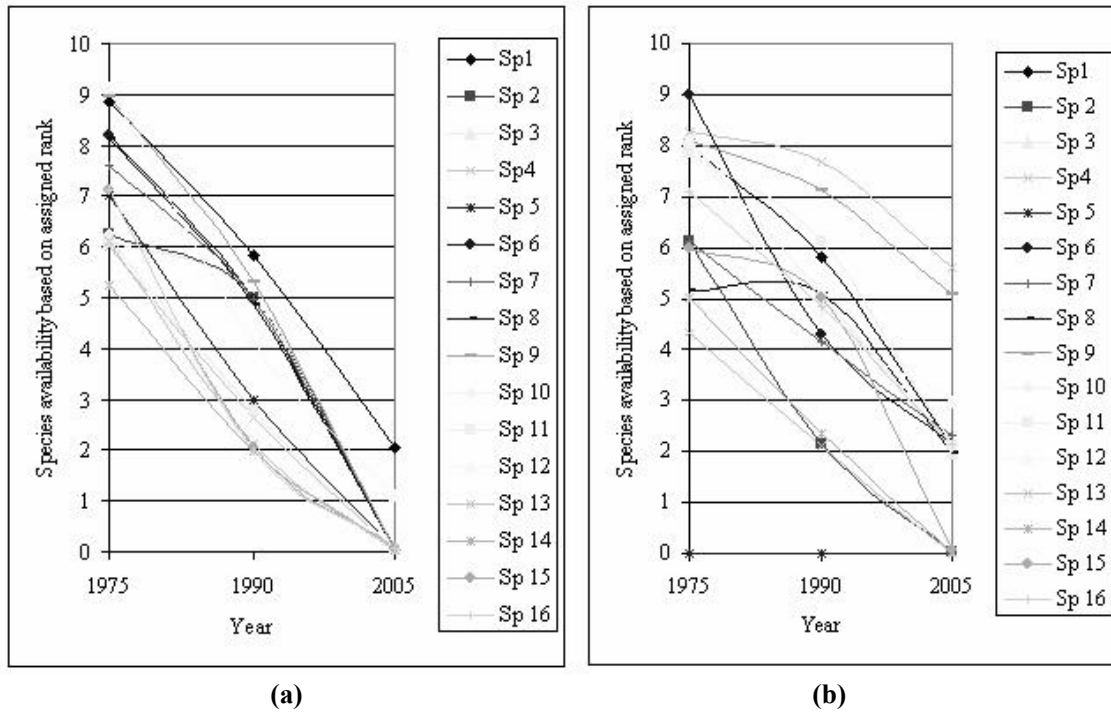 10
9
8
7
6
5
4
3
2
1
0
Species availability based on assigned rank
1975 1990 2005
Year
Sp1
Sp 2
Sp 3
Sp4
Sp 5
Sp 6
Sp 7
Sp 8
Sp 9
Sp 10
Sp 11
Sp 12
Sp 13
Sp 14
Sp 15
Sp 16
(a)
10
9
8
7
6
5
4
3
2
1
0
Species availability based on assigned rank
1975 1990 2005
Year
Sp1
Sp 2
Sp 3
Sp4
Sp 5
Sp 6
Sp 7
Sp 8
Sp 9
Sp 10
Sp 11
Sp 12
Sp 13
Sp 14
Sp 15
Sp 16
(b)